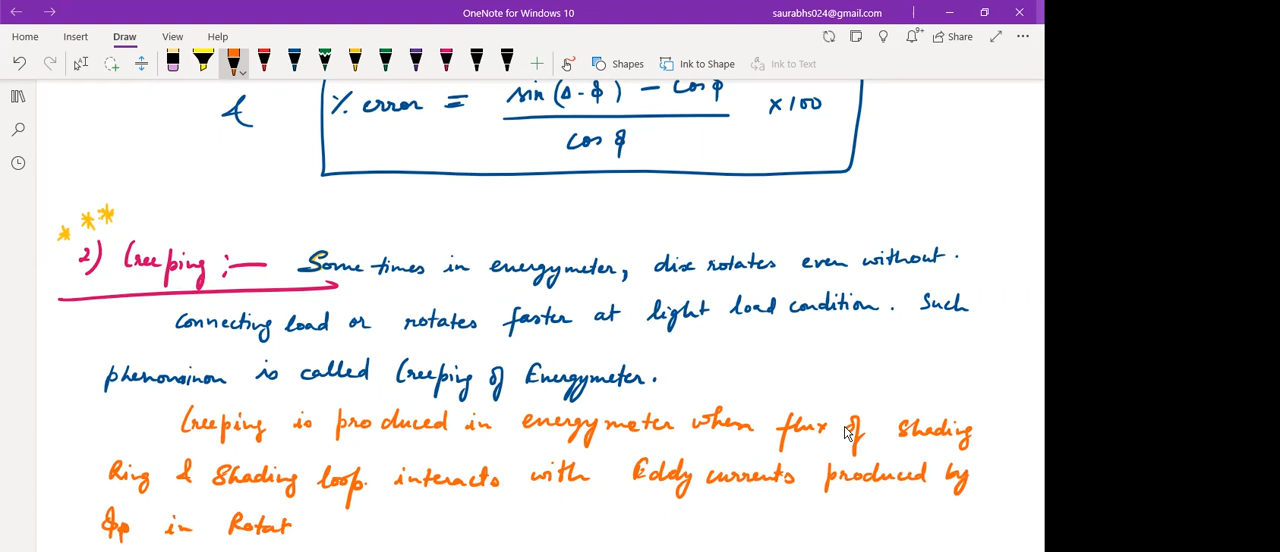 OneNote for Windows 10
saurabhs024@gmail.com
Home Insert Draw View Help
Share
Shapes
Ink to Shape
Ink to Text
& % error = sin (Δ-ϕ) - cos ϕ × 100
cos ϕ
2) Creeping :— Some times in energymeter, disc rotates even without
connecting load or rotates faster at light load condition. Such
phenomsinon is called Creeping of Energymeter.
Creeping is produced in energymeter when flux of shading
Ring & shading loop interacts with Eddy currents produced by
ϕp in Rotat